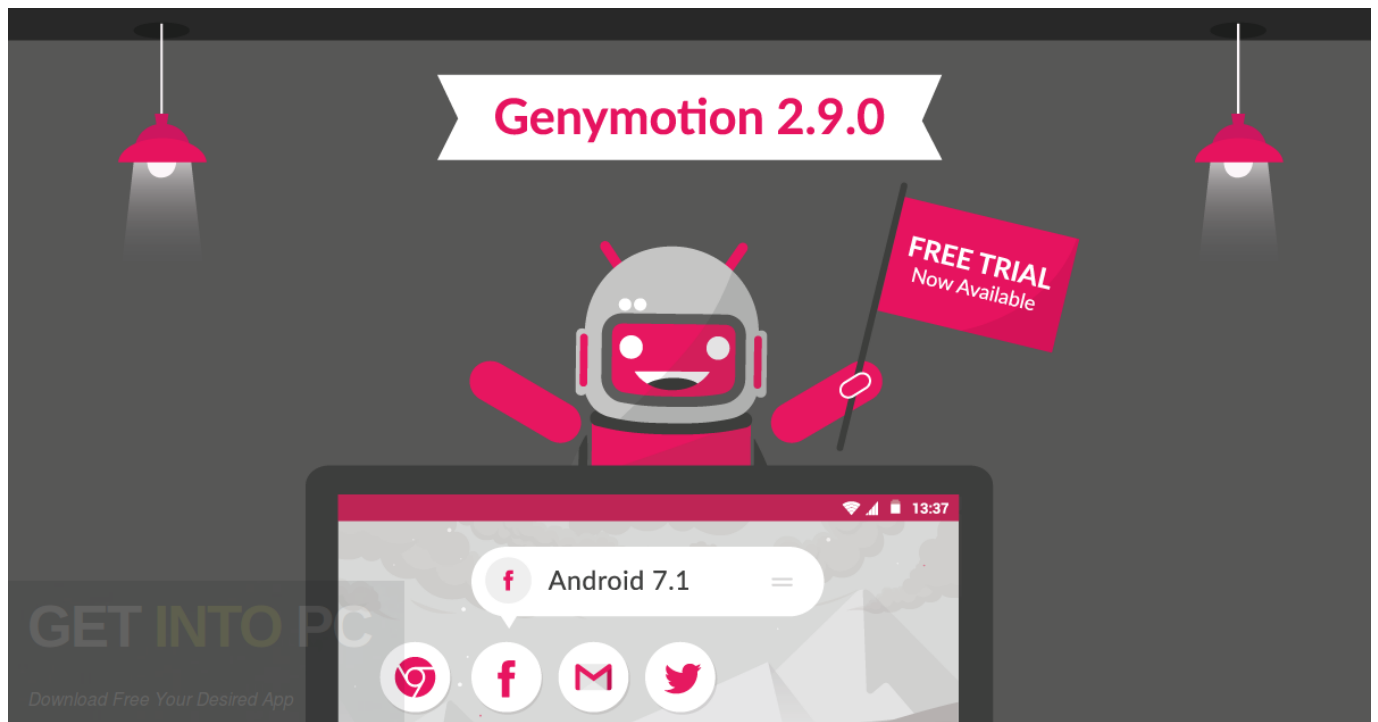 Genymotion 2.9.0
FREE TRIAL
Now Available
13:37
f Android 7.1
f
GET INTO PC
Download Free Your Desired App